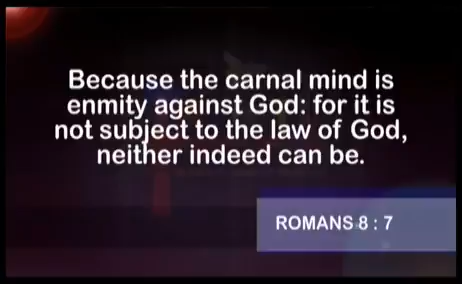 Because the carnal mind is
enmity against God: for it is
not subject to the law of God,
neither indeed can be.
ROMANS 8 : 7